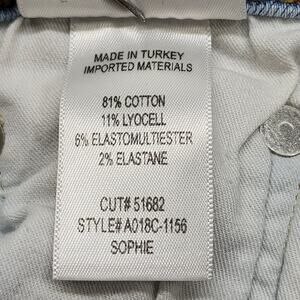 MADE IN TURKEY
IMPORTED MATERIALS
81% COTTON
11% LYOCELL
6% ELASTOMULTIESTER
2% ELASTANE
CUT# 51682
STYLE# A018C-1156
SOPHIE